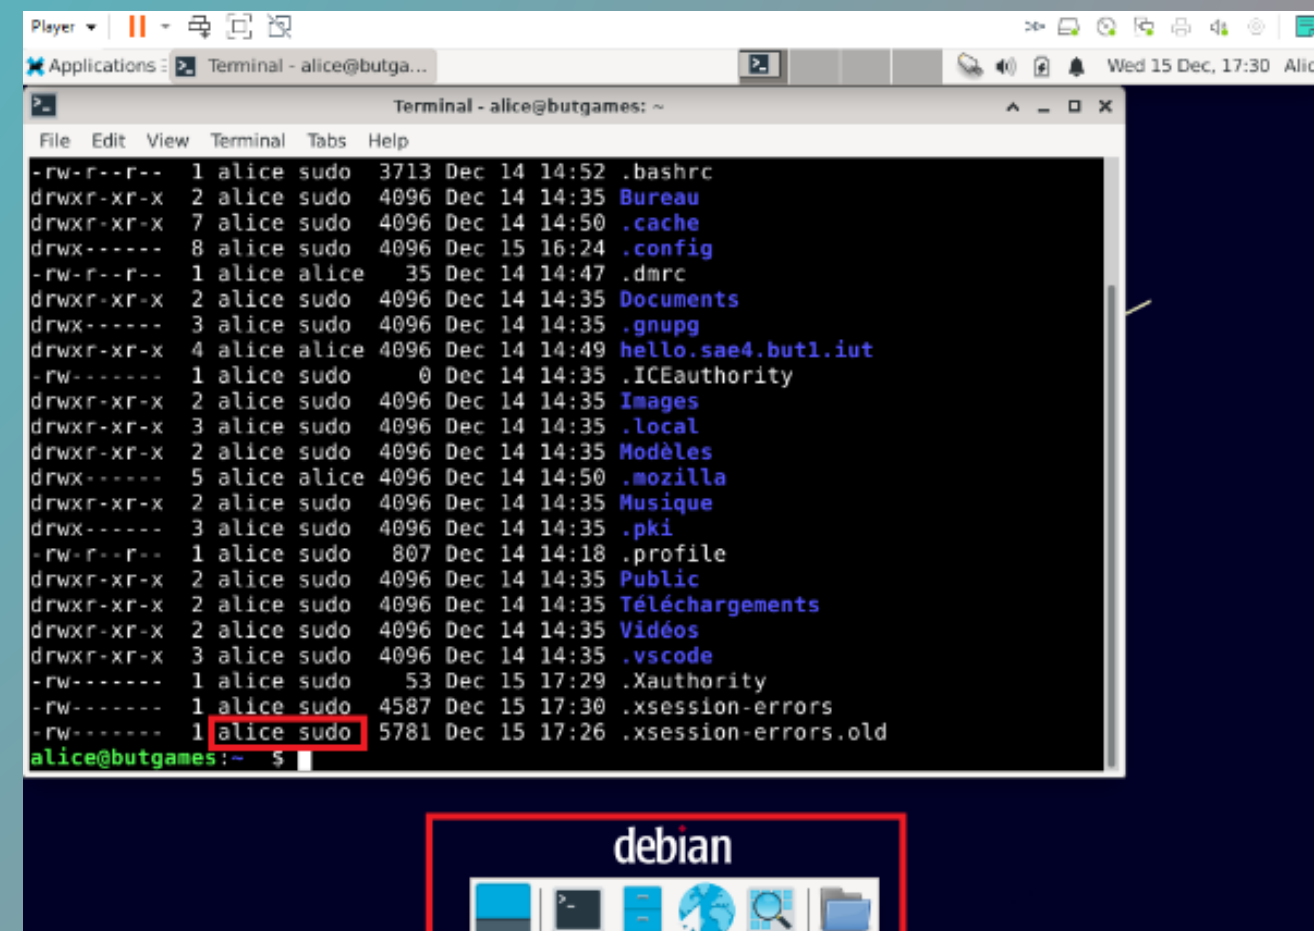 Player
Applications Terminal - alice@butga...
Wed 15 Dec, 17:30 Alic
Terminal - alice@butgames: ~
File Edit View Terminal Tabs Help
-rw-r--r-- 1 alice sudo 3713 Dec 14 14:52 .bashrc
drwxr-xr-x 2 alice sudo 4096 Dec 14 14:35 Bureau
drwxr-xr-x 7 alice sudo 4096 Dec 14 14:50 .cache
drwx------ 8 alice sudo 4096 Dec 15 16:24 .config
-rw-r--r-- 1 alice alice 35 Dec 14 14:47 .dmrc
drwxr-xr-x 2 alice sudo 4096 Dec 14 14:35 Documents
drwx------ 3 alice sudo 4096 Dec 14 14:35 .gnupg
drwxr-xr-x 4 alice alice 4096 Dec 14 14:49 hello.sae4.but1.iut
-rw------- 1 alice sudo 0 Dec 14 14:35 .ICEauthority
drwxr-xr-x 2 alice sudo 4096 Dec 14 14:35 Images
drwxr-xr-x 3 alice sudo 4096 Dec 14 14:35 .local
drwxr-xr-x 2 alice sudo 4096 Dec 14 14:35 Modèles
drwx------ 5 alice alice 4096 Dec 14 14:50 .mozilla
drwxr-xr-x 2 alice sudo 4096 Dec 14 14:35 Musique
drwx------ 3 alice sudo 4096 Dec 14 14:35 .pki
-rw-r--r-- 1 alice sudo 807 Dec 14 14:18 .profile
drwxr-xr-x 2 alice sudo 4096 Dec 14 14:35 Public
drwxr-xr-x 2 alice sudo 4096 Dec 14 14:35 Téléchargements
drwxr-xr-x 2 alice sudo 4096 Dec 14 14:35 Vidéos
drwxr-xr-x 3 alice sudo 4096 Dec 14 14:35 .vscode
-rw------- 1 alice sudo 53 Dec 15 17:29 .Xauthority
-rw------- 1 alice sudo 4587 Dec 15 17:30 .xsession-errors
-rw------- 1 alice sudo 5781 Dec 15 17:26 .xsession-errors.old
alice@butgames:~ $
debian